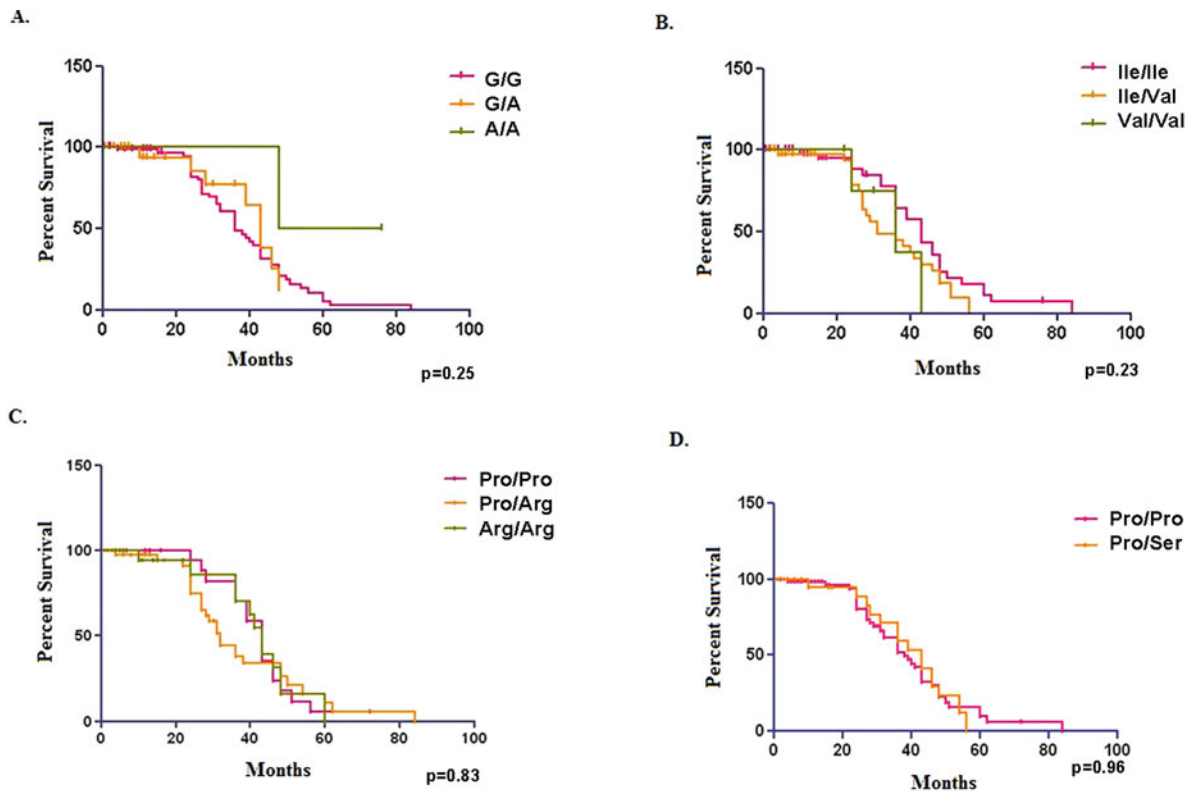 A.
150
100
50
0
Percent Survival
0 20 40 60 80 100
Months
G/G
G/A
A/A
p=0.25
B.
150
100
50
0
Percent Survival
0 20 40 60 80 100
Months
Ile/Ile
Ile/Val
Val/Val
p=0.23
C.
150
100
50
0
Percent Survival
0 20 40 60 80 100
Months
Pro/Pro
Pro/Arg
Arg/Arg
p=0.83
D.
150
100
50
0
Percent Survival
0 20 40 60 80 100
Months
Pro/Pro
Pro/Ser
p=0.96